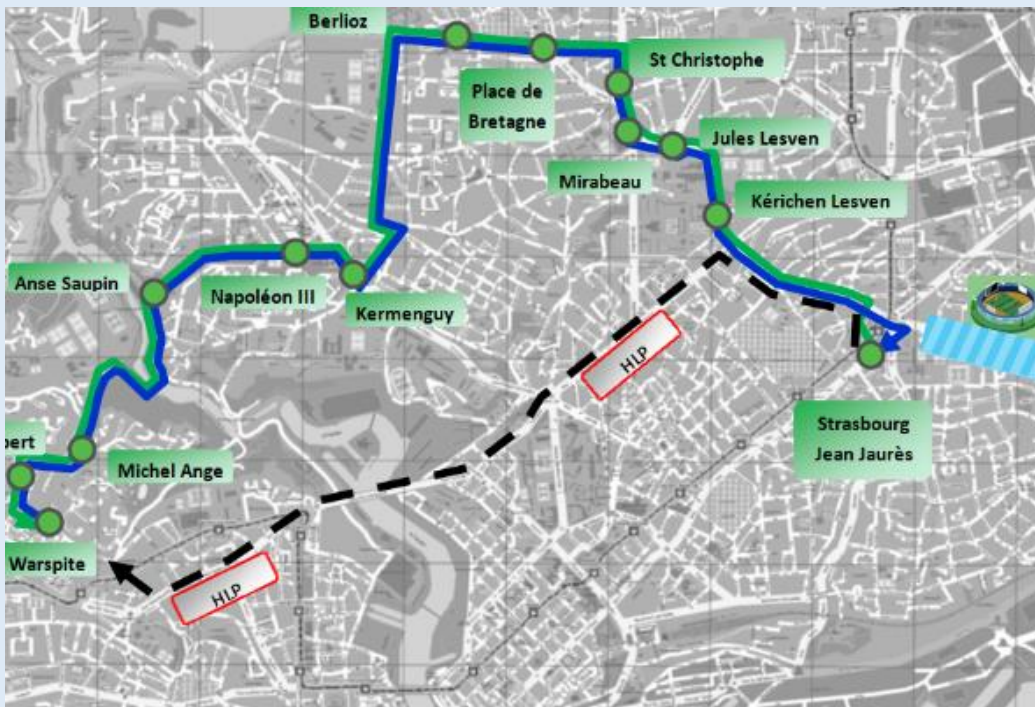 Berlioz
St Christophe
Place de
Bretagne
Jules Lesven
Mirabeau
Kérichen Lesven
Anse Saupin
Napoléon III
Kermenguy
HLP
Strasbourg
Jean Jaurès
pert
Michel Ange
Warspite
HLP